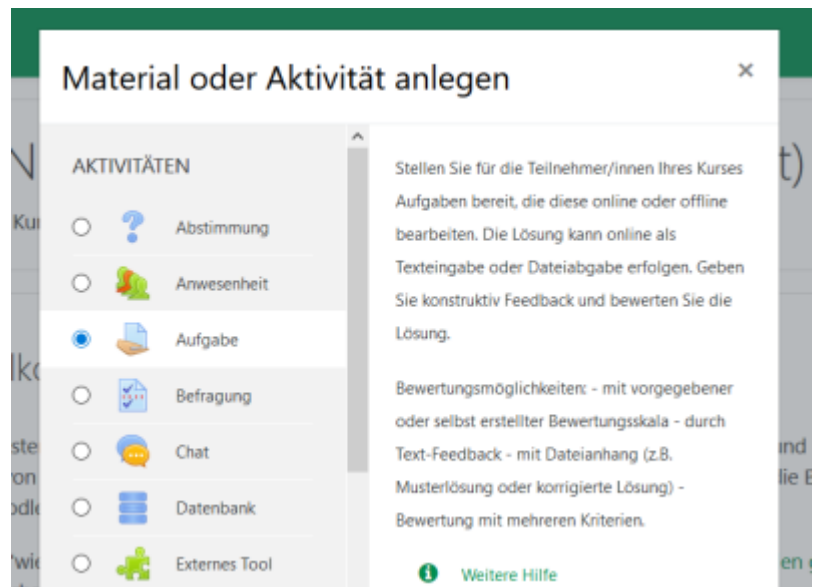 Material oder Aktivität anlegen
×
AKTIVITÄTEN
Abstimmung
Anwesenheit
Aufgabe
Befragung
Chat
Datenbank
Externes Tool
Stellen Sie für die Teilnehmer/innen Ihres Kurses
Aufgaben bereit, die diese online oder offline
bearbeiten. Die Lösung kann online als
Texteingabe oder Dateiabgabe erfolgen. Geben
Sie konstruktiv Feedback und bewerten Sie die
Lösung.
Bewertungsmöglichkeiten: - mit vorgegebener
oder selbst erstellter Bewertungsskala - durch
Text-Feedback - mit Dateianhang (z.B.
Musterlösung oder korrigierte Lösung) -
Bewertung mit mehreren Kriterien.
Weitere Hilfe